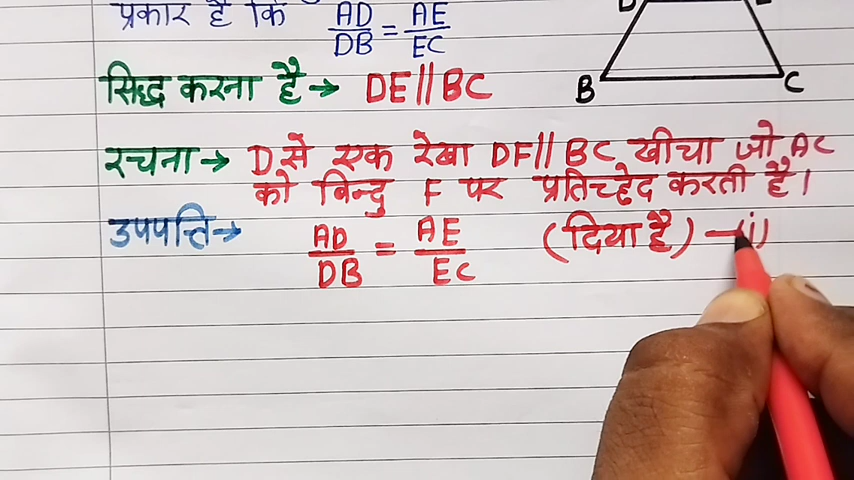 प्रकार है कि AD/DB = AE/EC
सिद्ध करना है → DE||BC
B C
रचना → D से एक रेखा DF||BC खीचा जो AC
को बिन्दु F पर प्रतिच्छेद करती है।
उपपत्ति → AD/DB = AE/EC (दिया है) — (i)